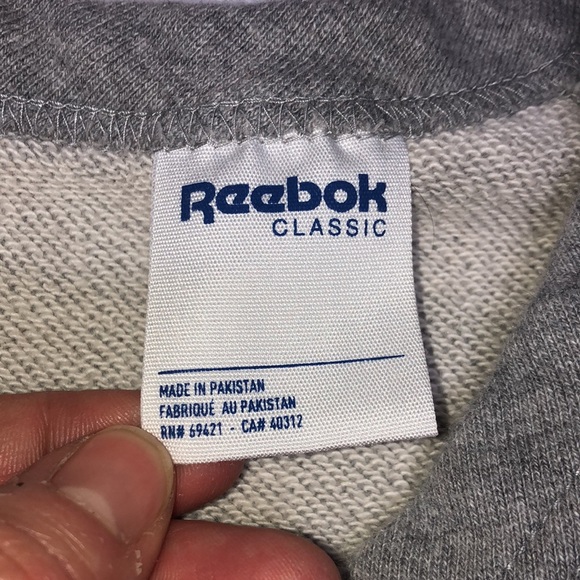 Reebok
CLASSIC
MADE IN PAKISTAN
FABRIQUÉ AU PAKISTAN
RN# 69421 - CA# 40312